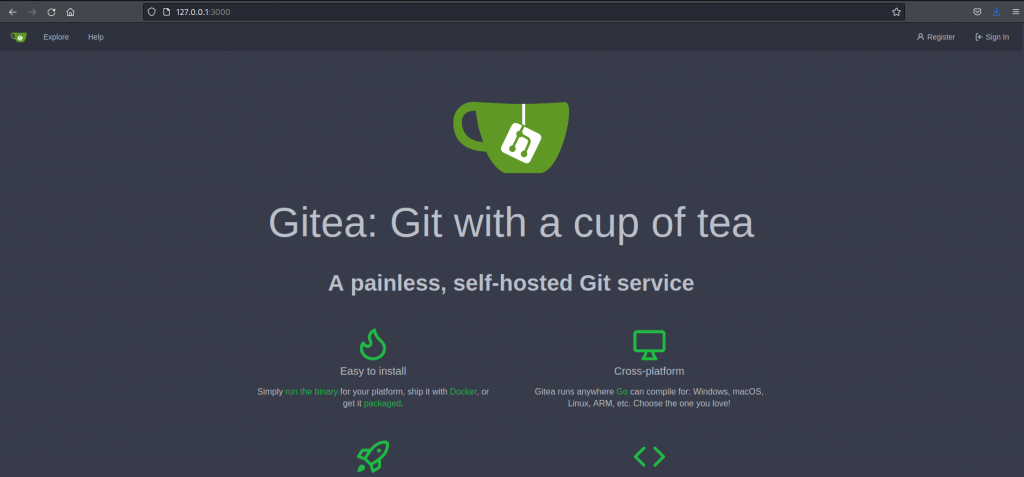 127.0.0.1:3000
Explore Help Register Sign In
Gitea: Git with a cup of tea
A painless, self-hosted Git service
Easy to install
Simply run the binary for your platform, ship it with Docker, or
get it packaged.
Cross-platform
Gitea runs anywhere Go can compile for: Windows, macOS,
Linux, ARM, etc. Choose the one you love!